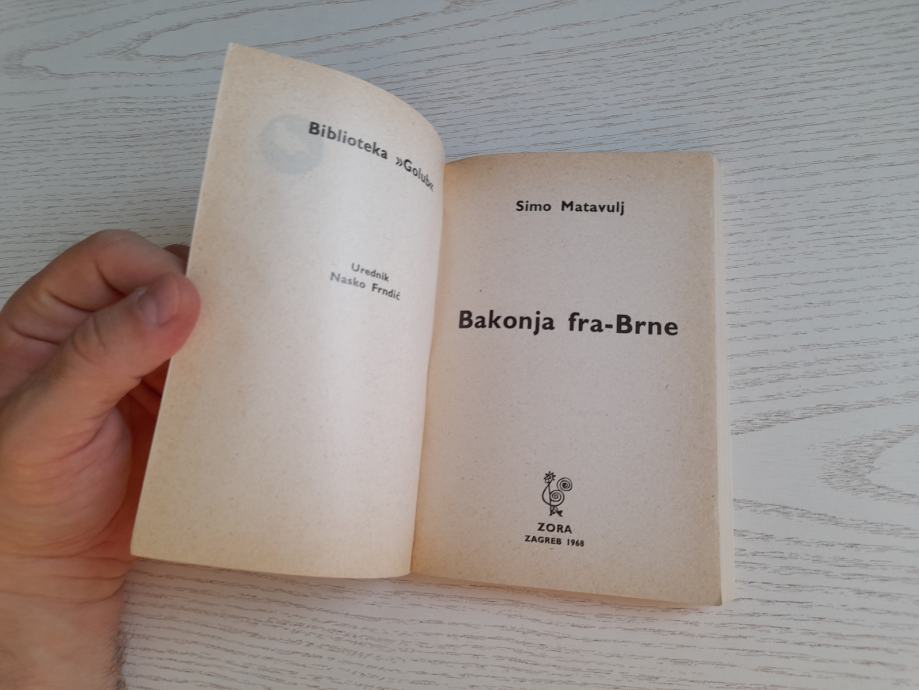 Biblioteka »Golub«
Urednik
Nasko Frndić
Simo Matavulj
Bakonja fra-Brne
ZORA
ZAGREB 1968